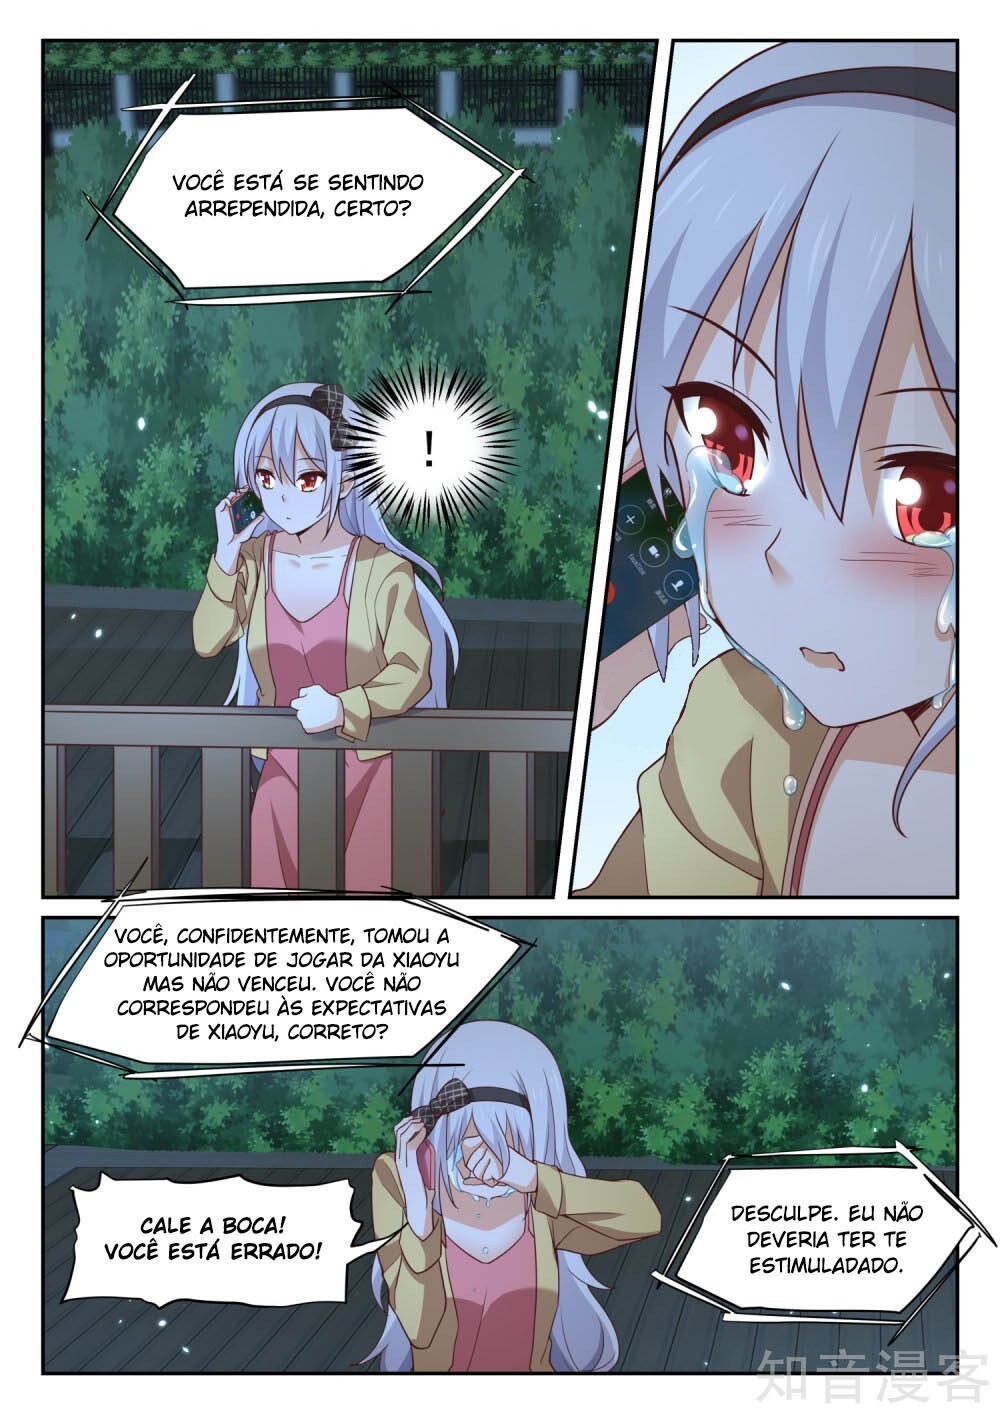 VOCÊ ESTÁ SE SENTINDO
ARREPENDIDA, CERTO?
!
VOCÊ, CONFIDENTEMENTE, TOMOU A
OPORTUNIDADE DE JOGAR DA XIAOYU
MAS NÃO VENCEU. VOCÊ NÃO
CORRESPONDEU ÀS EXPECTATIVAS
DE XIAOYU, CORRETO?
CALE A BOCA!
VOCÊ ESTÁ ERRADO!
DESCULPE. EU NÃO
DEVERIA TER TE
ESTIMULADADO.
知音漫客